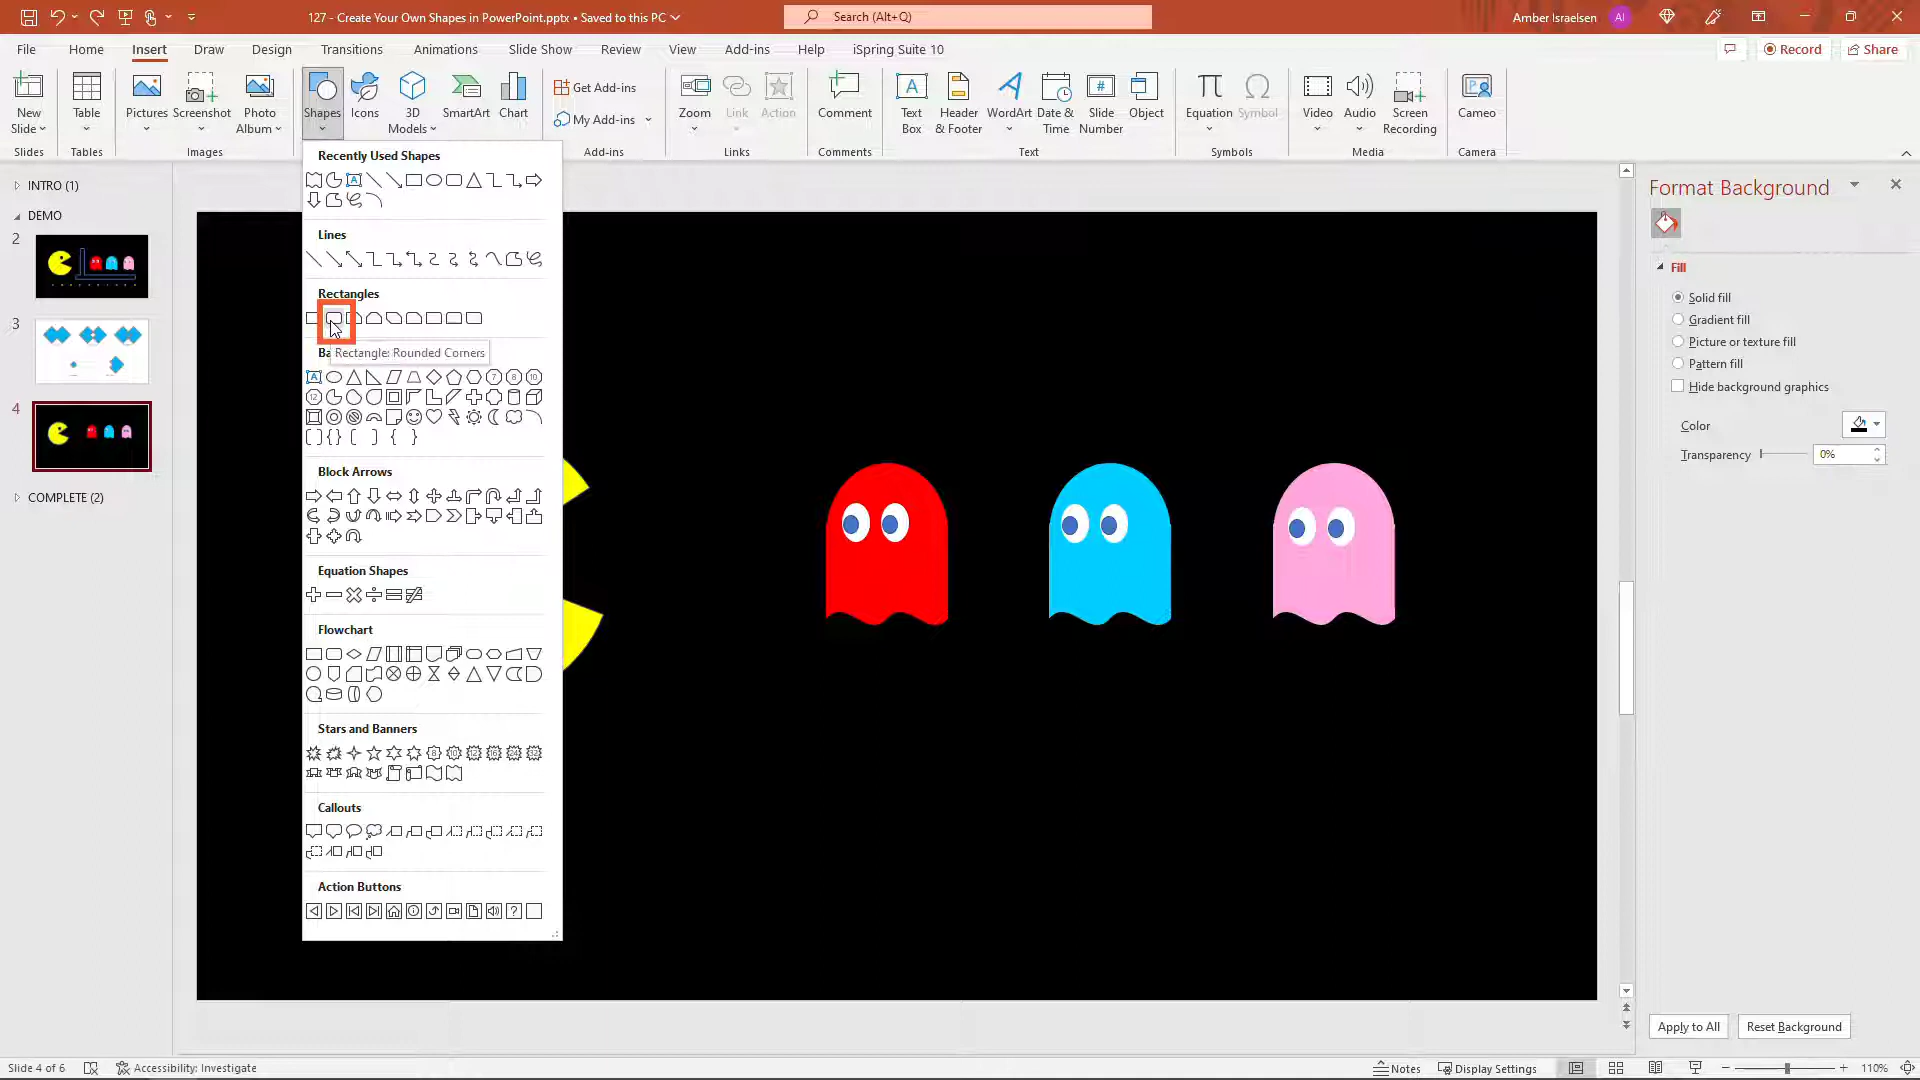 127 - Create Your Own Shapes in PowerPoint.pptx • Saved to this PC
Search (Alt+Q)
Amber Israelsen
AI
File Home Insert Draw Design Transitions Animations Slide Show Review View Add-ins Help iSpring Suite 10
Record
Share
New Slide
Table
Pictures
Screenshot
Photo Album
Shapes
Icons
3D Models
SmartArt
Chart
Get Add-ins
My Add-ins
Zoom
Link
Action
Comment
Text Box
Header & Footer
WordArt
Date & Time
Slide Number
Object
Equation
Symbol
Video
Audio
Screen Recording
Cameo
Slides
Tables
Images
Add-ins
Links
Comments
Text
Symbols
Media
Camera
INTRO (1)
DEMO
2
3
4
COMPLETE (2)
Recently Used Shapes
Lines
Rectangles
Ba
Rectangle: Rounded Corners
Block Arrows
Equation Shapes
Flowchart
Stars and Banners
Callouts
Action Buttons
Format Background
Fill
Solid fill
Gradient fill
Picture or texture fill
Pattern fill
Hide background graphics
Color
Transparency
0%
Apply to All
Reset Background
Slide 4 of 6
Accessibility: Investigate
Notes
Display Settings
110%